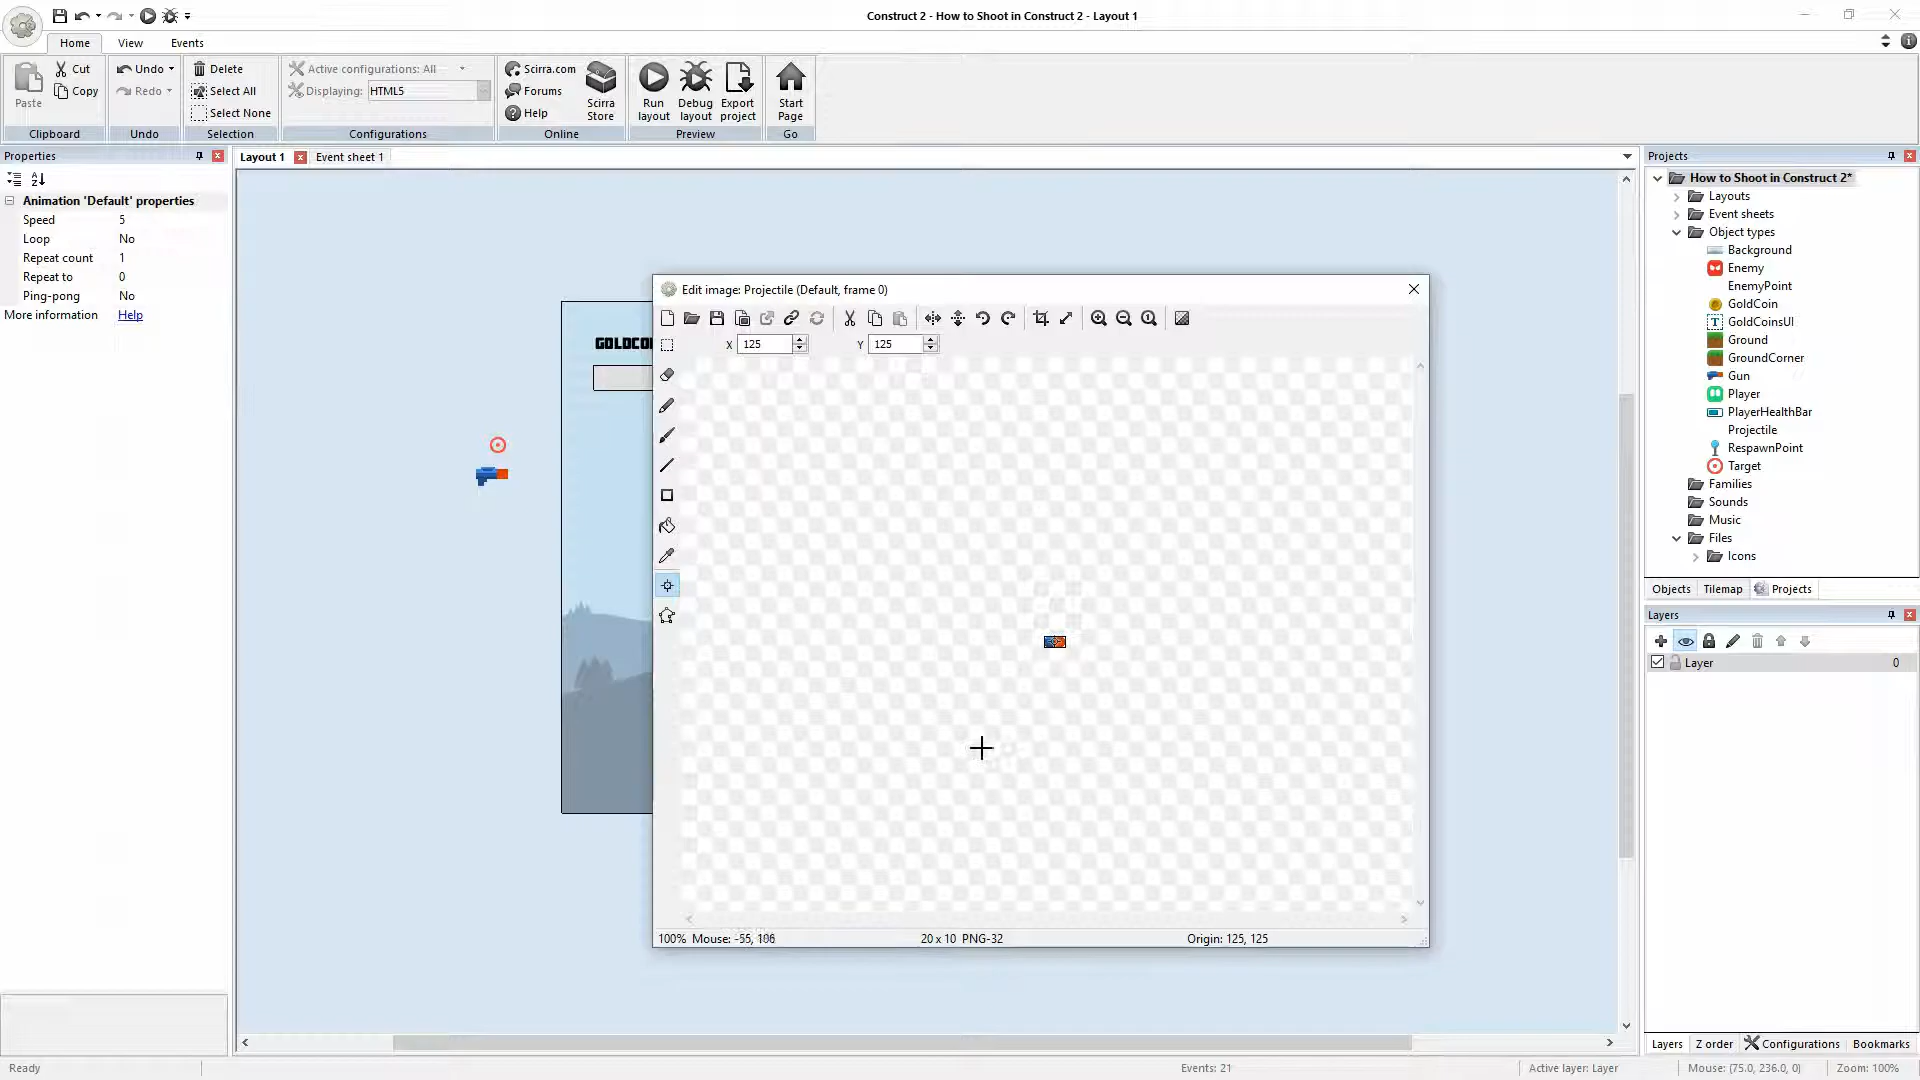 Construct 2 - How to Shoot in Construct 2 - Layout 1
Home View Events
Paste
Cut
Copy
Clipboard
Undo
Redo
Undo
Delete
Select All
Select None
Selection
Active configurations: All
Displaying: HTML5
Configurations
Scirra.com
Forums
Help
Scirra Store
Online
Run layout
Debug layout
Export project
Preview
Start Page
Go
Properties
Animation 'Default' properties
Speed 5
Loop No
Repeat count 1
Repeat to 0
Ping-pong No
More information Help
Layout 1 Event sheet 1
GOLDCO
Edit image: Projectile (Default, frame 0)
X 125 Y 125
100% Mouse: -55, 106 20 x 10 PNG-32 Origin: 125, 125
Projects
How to Shoot in Construct 2*
Layouts
Event sheets
Object types
Background
Enemy
EnemyPoint
GoldCoin
T GoldCoinsUI
Ground
GroundCorner
Gun
Player
PlayerHealthBar
Projectile
RespawnPoint
Target
Families
Sounds
Music
Files
Icons
Objects Tilemap Projects
Layers
Layer 0
Layers Z order Configurations Bookmarks
Ready Events: 21 Active layer: Layer Mouse: (75.0, 236.0, 0) Zoom: 100%